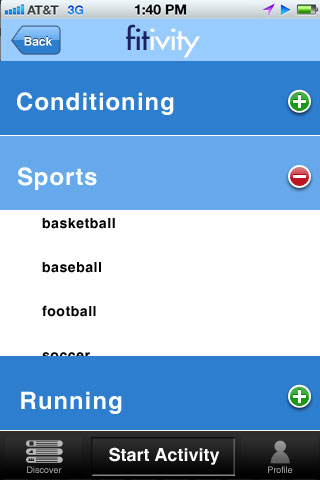 AT&T 3G 1:40 PM
Back fitivity
Conditioning
Sports
basketball
baseball
football
soccer
Running
Discover Start Activity Profile